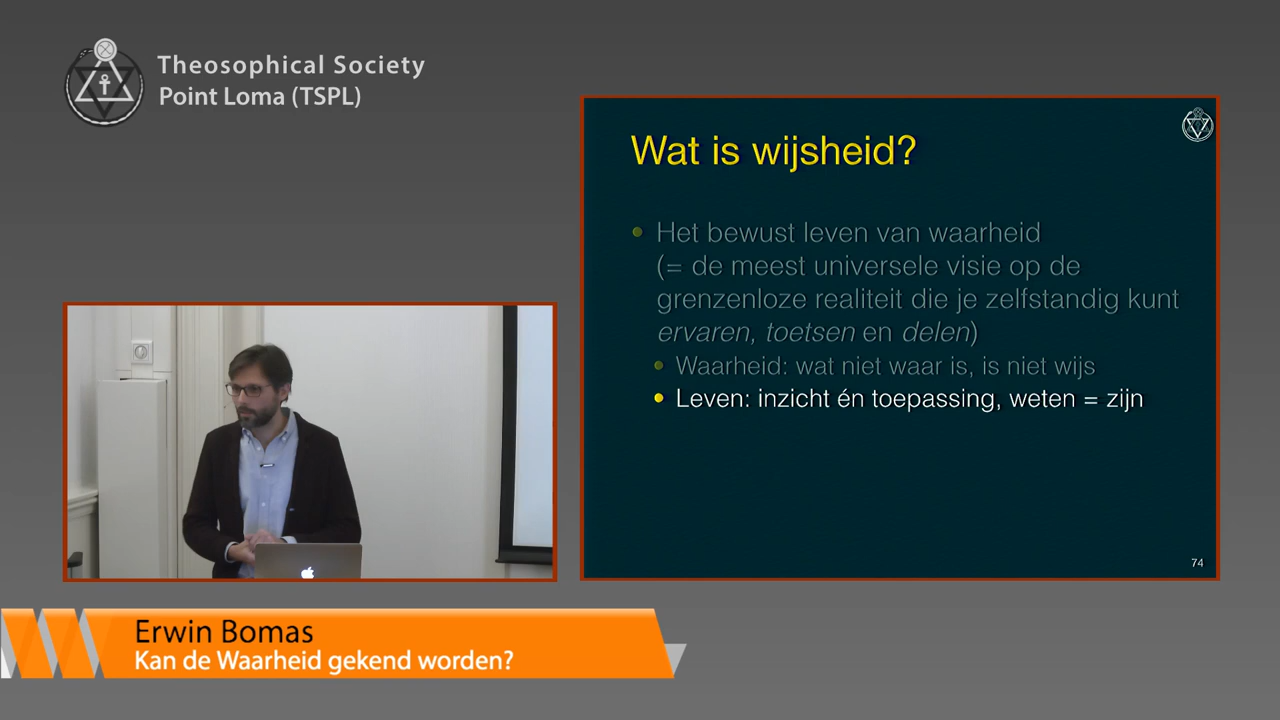 Theosophical Society
Point Loma (TSPL)
Wat is wijsheid?
Het bewust leven van waarheid
(= de meest universele visie op de
grenzenloze realiteit die je zelfstandig kunt
ervaren, toetsen en delen)
Waarheid: wat niet waar is, is niet wijs
Leven: inzicht én toepassing, weten = zijn
74
Erwin Bomas
Kan de Waarheid gekend worden?